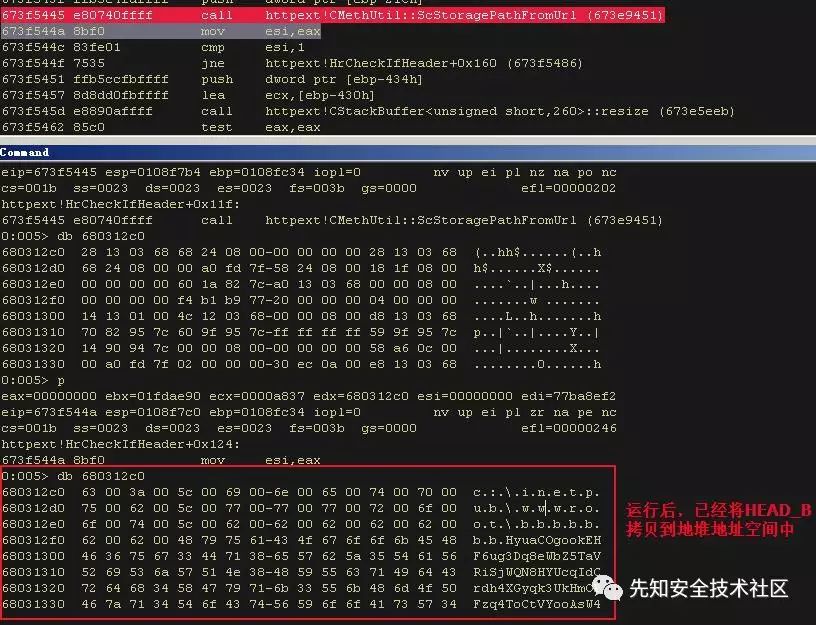 673f5445 e80740ffff call httpext!CMethUtil::ScStoragePathFromUrl (673e9451)
673f544a 8bf0 mov esi,eax
673f544c 83fe01 cmp esi,1
673f544f 7535 jne httpext!HrCheckIfHeader+0x160 (673f5486)
673f5451 ffb5ccfbffff push dword ptr [ebp-434h]
673f5457 8d8dd0fbffff lea ecx,[ebp-430h]
673f545d e8890affff call httpext!CStackBuffer<unsigned short,260>::resize (673e5eeb)
673f5462 85c0 test eax,eax
Command
eip=673f5445 esp=0108f7b4 ebp=0108fc34 iopl=0 nv up ei pl nz na po nc
cs=001b ss=0023 ds=0023 es=0023 fs=003b gs=0000 efl=00000202
httpext!HrCheckIfHeader+0x11f:
673f5445 e80740ffff call httpext!CMethUtil::ScStoragePathFromUrl (673e9451)
0:005> db 680312c0
680312c0 28 13 03 68 68 24 08 00-00 00 00 00 28 13 03 68 (..hh$......(..h
680312d0 68 24 08 00 00 a0 fd 7f-58 24 08 00 18 1f 08 00 h$......X$......
680312e0 00 00 00 00 60 1a 82 7c-a0 13 03 68 00 00 08 00 ....`..|...h....
680312f0 00 00 00 00 f4 b1 b9 77-20 00 00 00 04 00 00 00 .......w .......
68031300 14 13 01 00 4c 12 03 68-00 00 08 00 d8 13 03 68 ....L..h.......h
68031310 70 82 95 7c 60 9f 95 7c-ff ff ff ff 59 9f 95 7c p..|`..|....Y..|
68031320 14 90 94 7c 00 00 08 00-00 00 00 00 58 a6 0c 00 ...|........X...
68031330 00 a0 fd 7f 02 00 00 00-30 ec 0a 00 e8 13 03 68 ........0......h
0:005> p
eax=00000000 ebx=01fdae90 ecx=0000a837 edx=680312c0 esi=00000000 edi=77ba8ef2
eip=673f544a esp=0108f7c0 ebp=0108fc34 iopl=0 nv up ei pl zr na pe nc
cs=001b ss=0023 ds=0023 es=0023 fs=003b gs=0000 efl=00000246
httpext!HrCheckIfHeader+0x124:
673f544a 8bf0 mov esi,eax
0:005> db 680312c0
680312c0 63 00 3a 00 5c 00 69 00-6e 00 65 00 74 00 70 00 c.:.\.i.n.e.t.p.
680312d0 75 00 62 00 5c 00 77 00-77 00 77 00 72 00 6f 00 u.b.\.w.w.w.r.o.
680312e0 6f 00 74 00 5c 00 62 00-62 00 62 00 62 00 62 00 o.t.\.b.b.b.b.b.
680312f0 62 00 62 00 48 79 75 61-43 4f 67 6f 6f 6b 45 48 b.b.HyuaCOgookEH
68031300 46 36 75 67 33 44 71 38-65 57 62 5a 35 54 61 56 F6ug3Dq8eWbZ5TaV
68031310 52 69 53 6a 57 51 4e 38-48 59 55 63 71 49 64 43 RiSjWQN8HYUcqIdC
68031320 72 64 68 34 58 47 79 71-6b 33 55 6b 48 6d 4f 50 rdh4XGyqk3UkHmO
68031330 46 7a 71 34 54 6f 43 74-56 59 6f 6f 41 73 57 34 Fzq4ToCtVYooAsW4
运行后，已经将HEAD_B
拷贝到地堆地址空间中
先知安全技术社区